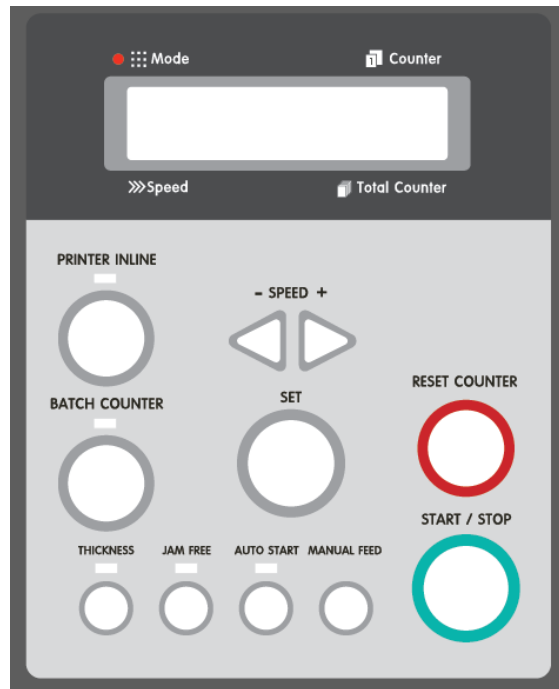 Mode
1 Counter
Speed
Total Counter
PRINTER INLINE
- SPEED +
RESET COUNTER
BATCH COUNTER
SET
START / STOP
THICKNESS
JAM FREE
AUTO START
MANUAL FEED